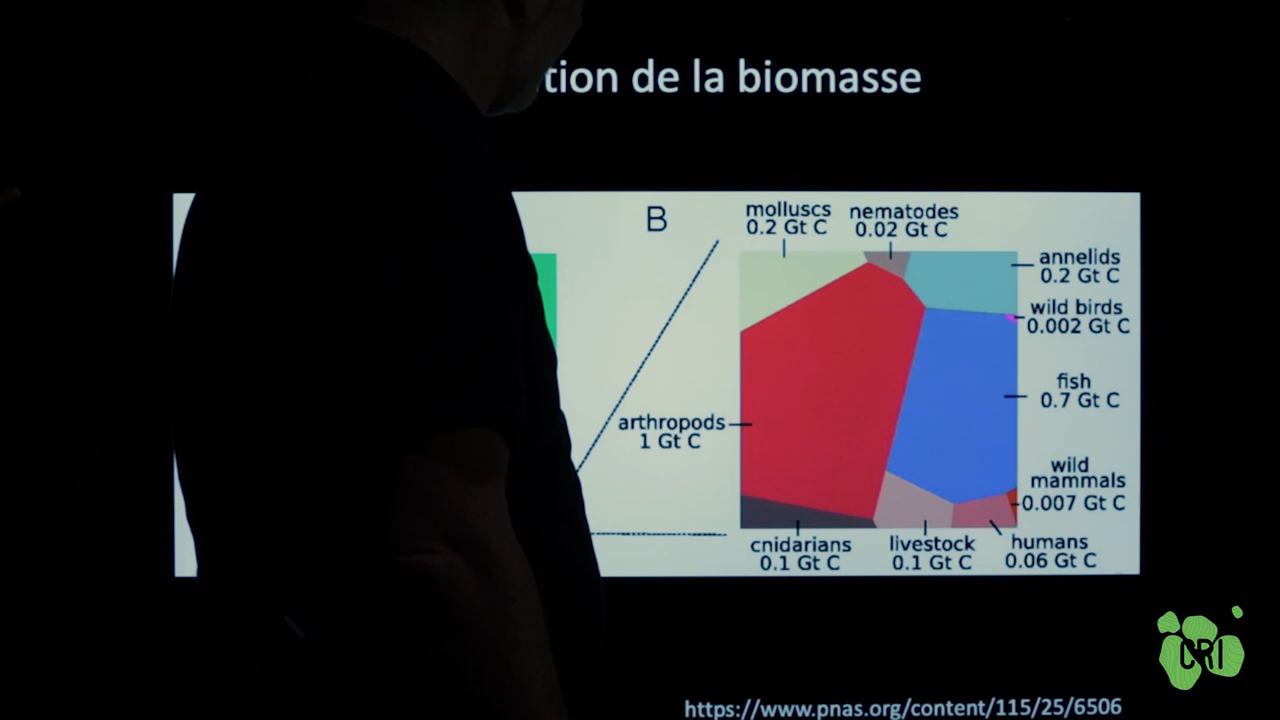 tion de la biomasse
B
molluscs
0.2 Gt C
nematodes
0.02 Gt C
annelids
0.2 Gt C
wild birds
0.002 Gt C
fish
0.7 Gt C
arthropods
1 Gt C
wild
mammals
0.007 Gt C
cnidarians
0.1 Gt C
livestock
0.1 Gt C
humans
0.06 Gt C
CRI
https://www.pnas.org/content/115/25/6506